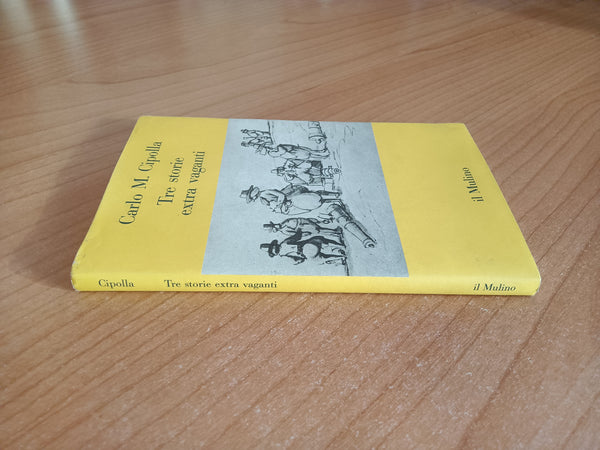 Carlo M. Cipolla
Tre storie
extra vaganti
il Mulino
Cipolla Tre storie extra vaganti il Mulino